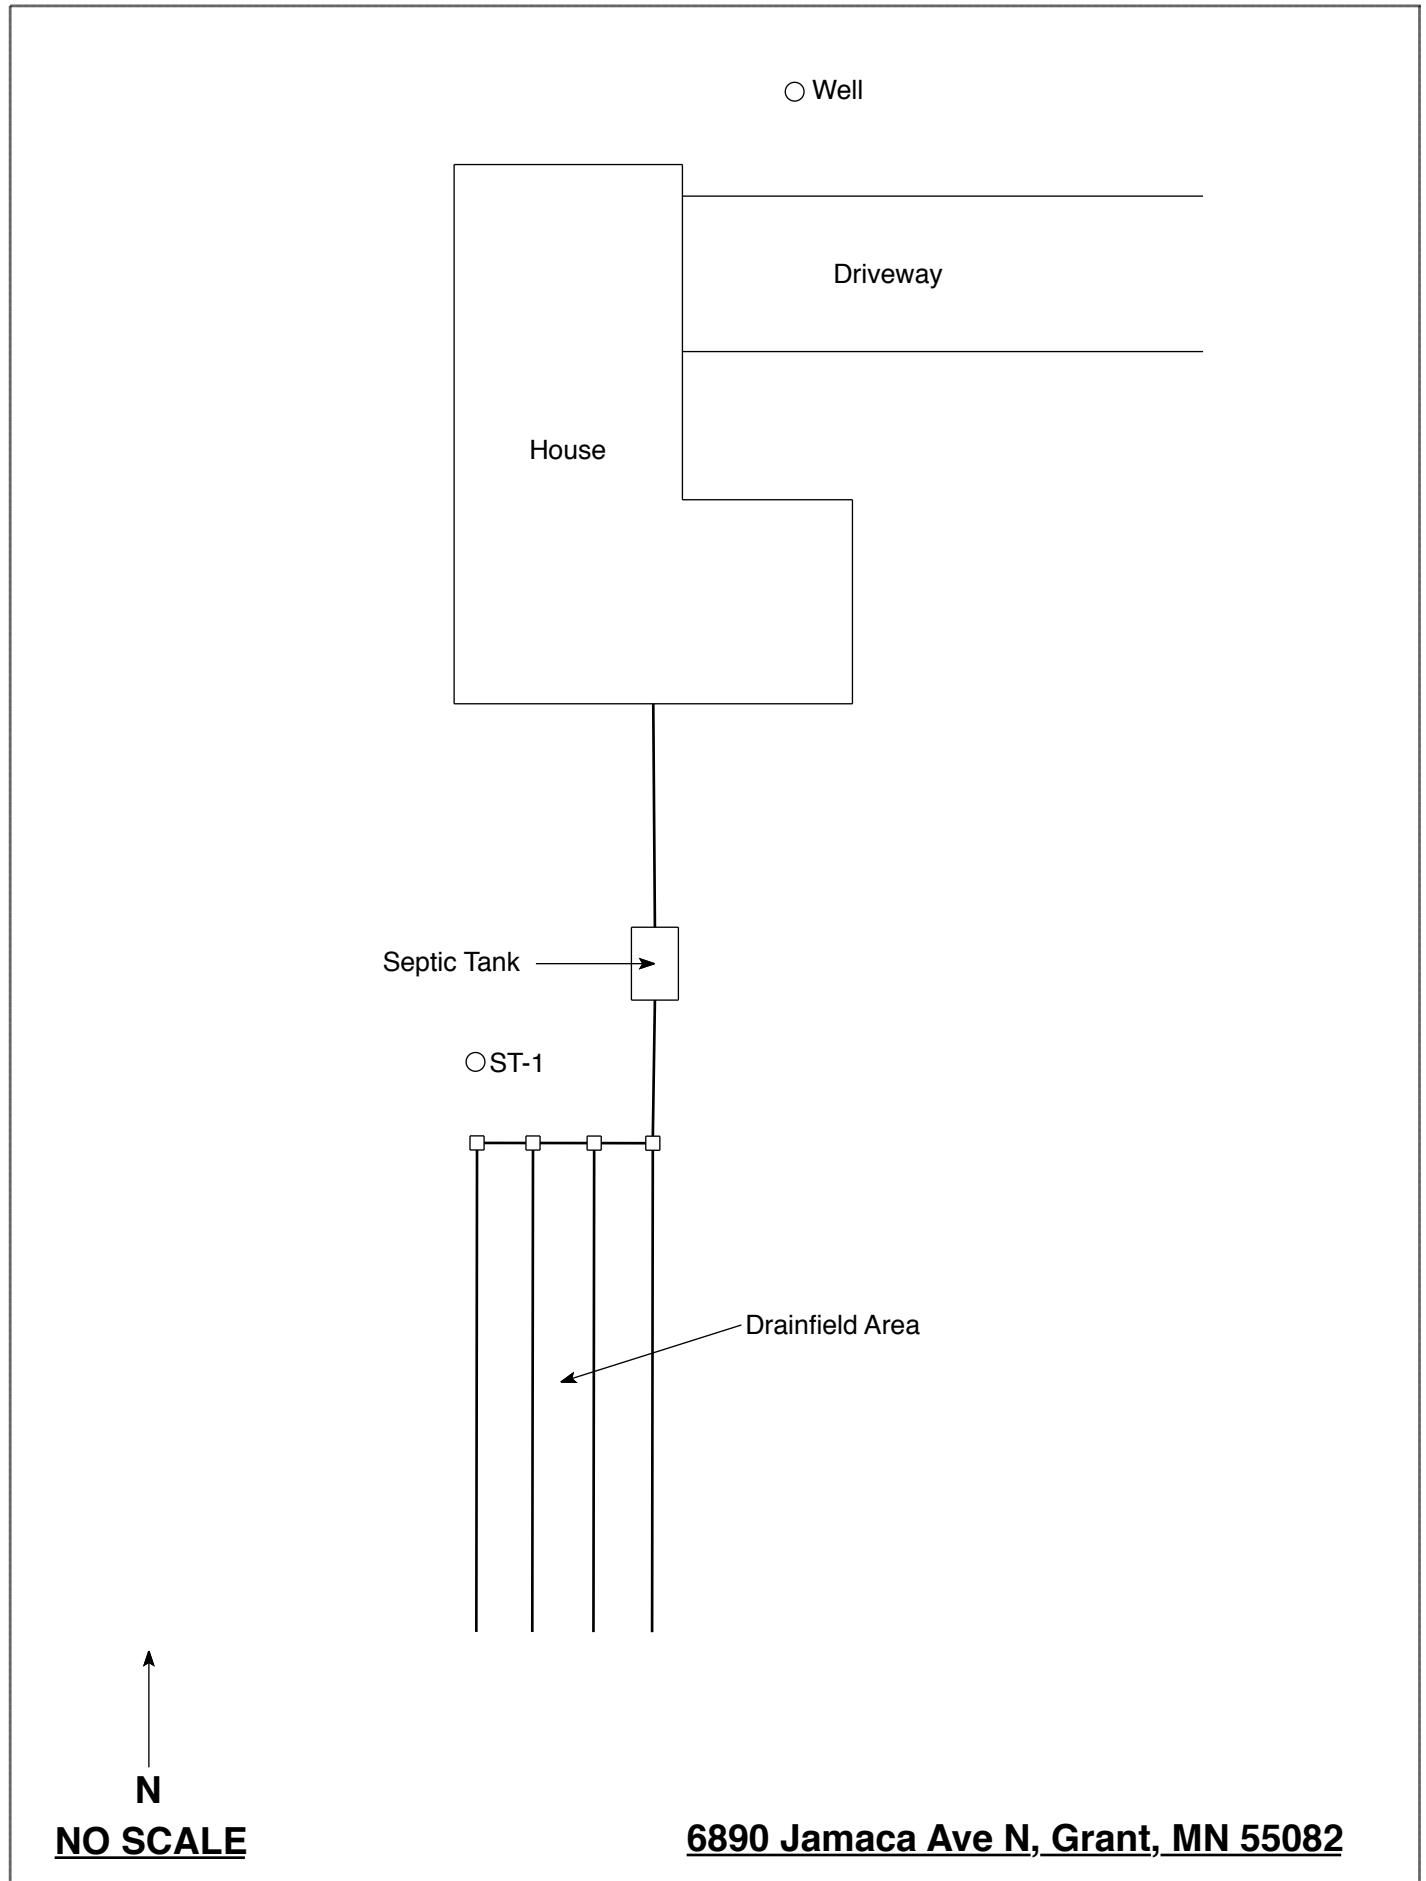 Well
Driveway
House
Septic Tank
ST-1
Drainfield Area
N
NO SCALE
6890 Jamaca Ave N, Grant, MN 55082